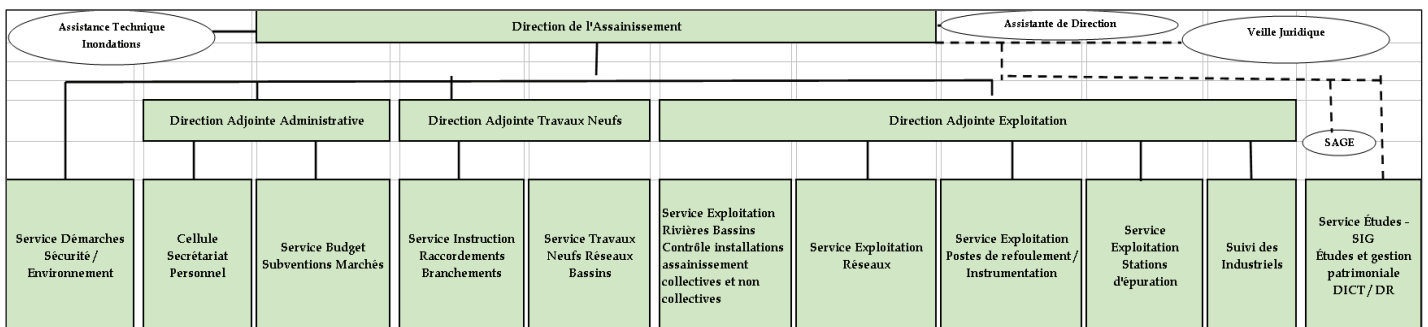 Assistance Technique
Inondations
Direction de l'Assainissement
Assistante de Direction
Veille Juridique
Direction Adjointe Administrative
Direction Adjointe Travaux Neufs
Direction Adjointe Exploitation
SAGE
Service Démarches
Sécurité /
Environnement
Cellule
Secrétariat
Personnel
Service Budget
Subventions Marchés
Service Instruction
Raccordements
Branchements
Service Travaux
Neufs Réseaux
Bassins
Service Exploitation
Rivières Bassins
Contrôle installations
assainissement
collectives et non
collectives
Service Exploitation
Réseaux
Service Exploitation
Postes de refoulement /
Instrumentation
Service
Exploitation
Stations
d'épuration
Suivi des
Industriels
Service Études -
SIG
Études et gestion
patrimoniale
DICT / DR